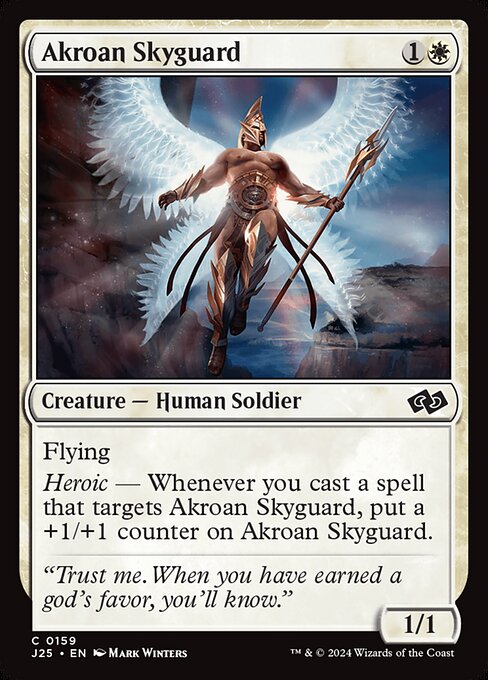 Akroan Skyguard 1
Creature — Human Soldier
Flying
Heroic — Whenever you cast a spell
that targets Akroan Skyguard, put a
+1/+1 counter on Akroan Skyguard.
“Trust me. When you have earned a
god’s favor, you’ll know.”
1/1
C 0159
J25 • EN Mark Winters
™ & © 2024 Wizards of the Coast